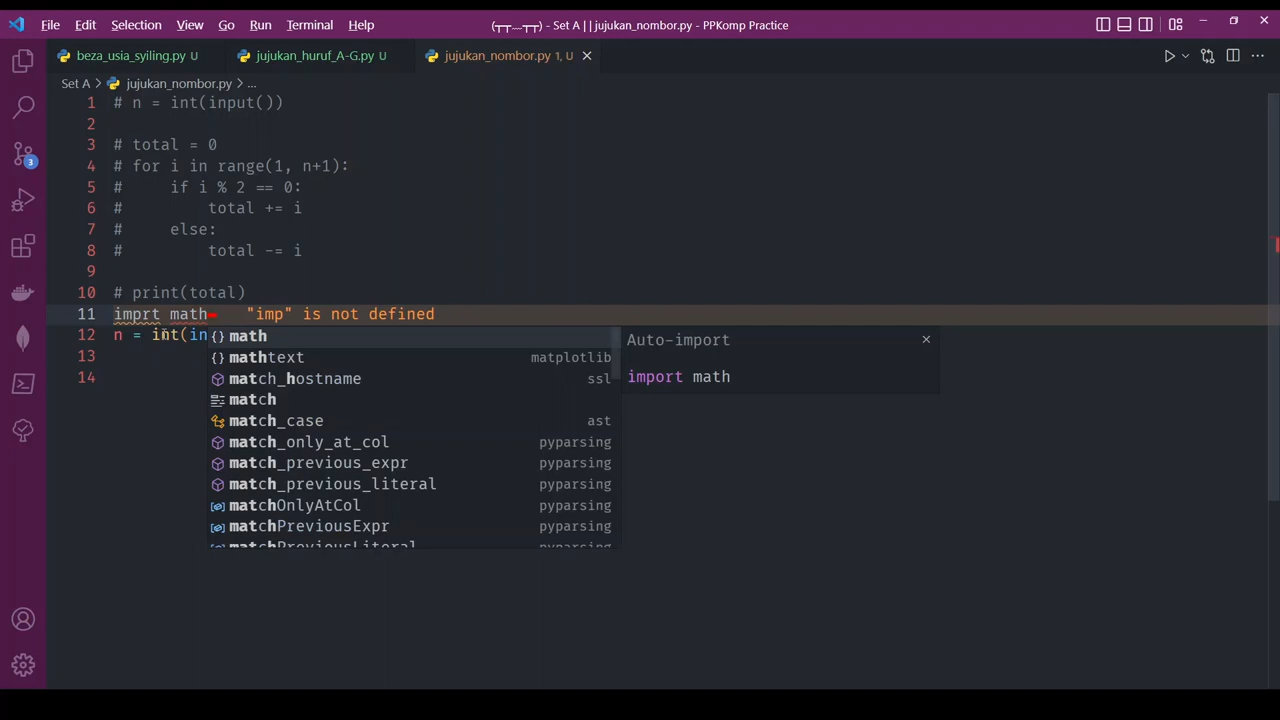 File Edit Selection View Go Run Terminal Help (┬┬﹏┬┬) - Set A | | jujukan_nombor.py - PPKomp Practice
beza_usia_syiling.py U jujukan_huruf_A-G.py U jujukan_nombor.py 1, U
Set A > jujukan_nombor.py > ...
1 # n = int(input())
2
3 # total = 0
4 # for i in range(1, n+1):
5 #     if i % 2 == 0:
6 #         total += i
7 #     else:
8 #         total -= i
9
10 # print(total)
11 imprt math "imp" is not defined
12 n = int(in
13
14
math
mathtext matplotlib
match_hostname ssl
match
match_case ast
match_only_at_col pyparsing
match_previous_expr pyparsing
match_previous_literal pyparsing
matchOnlyAtCol pyparsing
matchPreviousExpr pyparsing
matchPreviousLiteral pyparsing
Auto-import
import math
3